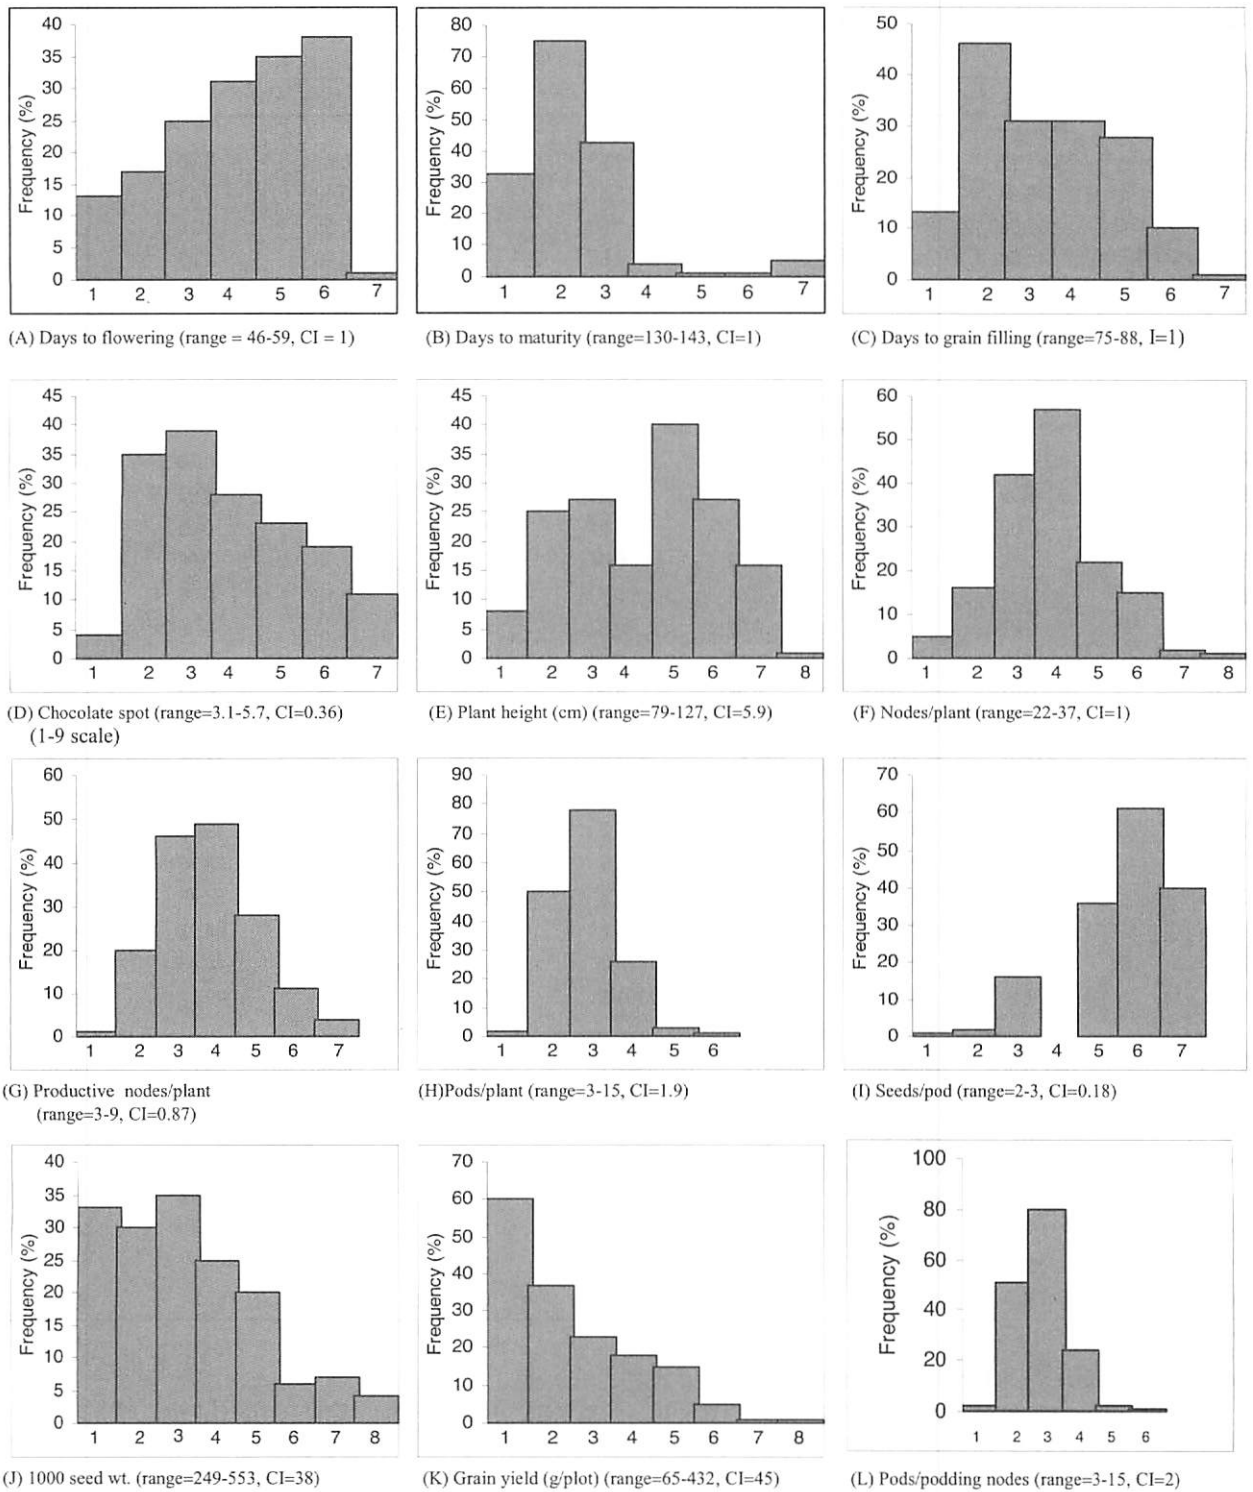 40
35
30
25
20
15
10
5
0
Frequency (%)
1 2 3 4 5 6 7
(A) Days to flowering (range = 46-59, CI = 1)
80
70
60
50
40
30
20
10
0
Frequency (%)
1 2 3 4 5 6 7
(B) Days to maturity (range=130-143, CI=1)
50
40
30
20
10
0
Frequency (%)
1 2 3 4 5 6 7
(C) Days to grain filling (range=75-88, I=1)
45
40
35
30
25
20
15
10
5
0
Frequency (%)
1 2 3 4 5 6 7
(D) Chocolate spot (range=3.1-5.7, CI=0.36)
(1-9 scale)
45
40
35
30
25
20
15
10
5
0
Frequency (%)
1 2 3 4 5 6 7 8
(E) Plant height (cm) (range=79-127, CI=5.9)
60
50
40
30
20
10
0
Frequency (%)
1 2 3 4 5 6 7 8
(F) Nodes/plant (range=22-37, CI=1)
60
50
40
30
20
10
0
Frequency (%)
1 2 3 4 5 6 7
(G) Productive nodes/plant
(range=3-9, CI=0.87)
90
80
70
60
50
40
30
20
10
0
Frequency (%)
1 2 3 4 5 6
(H)Pods/plant (range=3-15, CI=1.9)
70
60
50
40
30
20
10
0
Frequency (%)
1 2 3 4 5 6 7
(I) Seeds/pod (range=2-3, CI=0.18)
40
35
30
25
20
15
10
5
0
Frequency (%)
1 2 3 4 5 6 7 8
(J) 1000 seed wt. (range=249-553, CI=38)
70
60
50
40
30
20
10
0
Frequency (%)
1 2 3 4 5 6 7 8
(K) Grain yield (g/plot) (range=65-432, CI=45)
100
80
60
40
20
0
Frequency (%)
1 2 3 4 5 6
(L) Pods/podding nodes (range=3-15, CI=2)